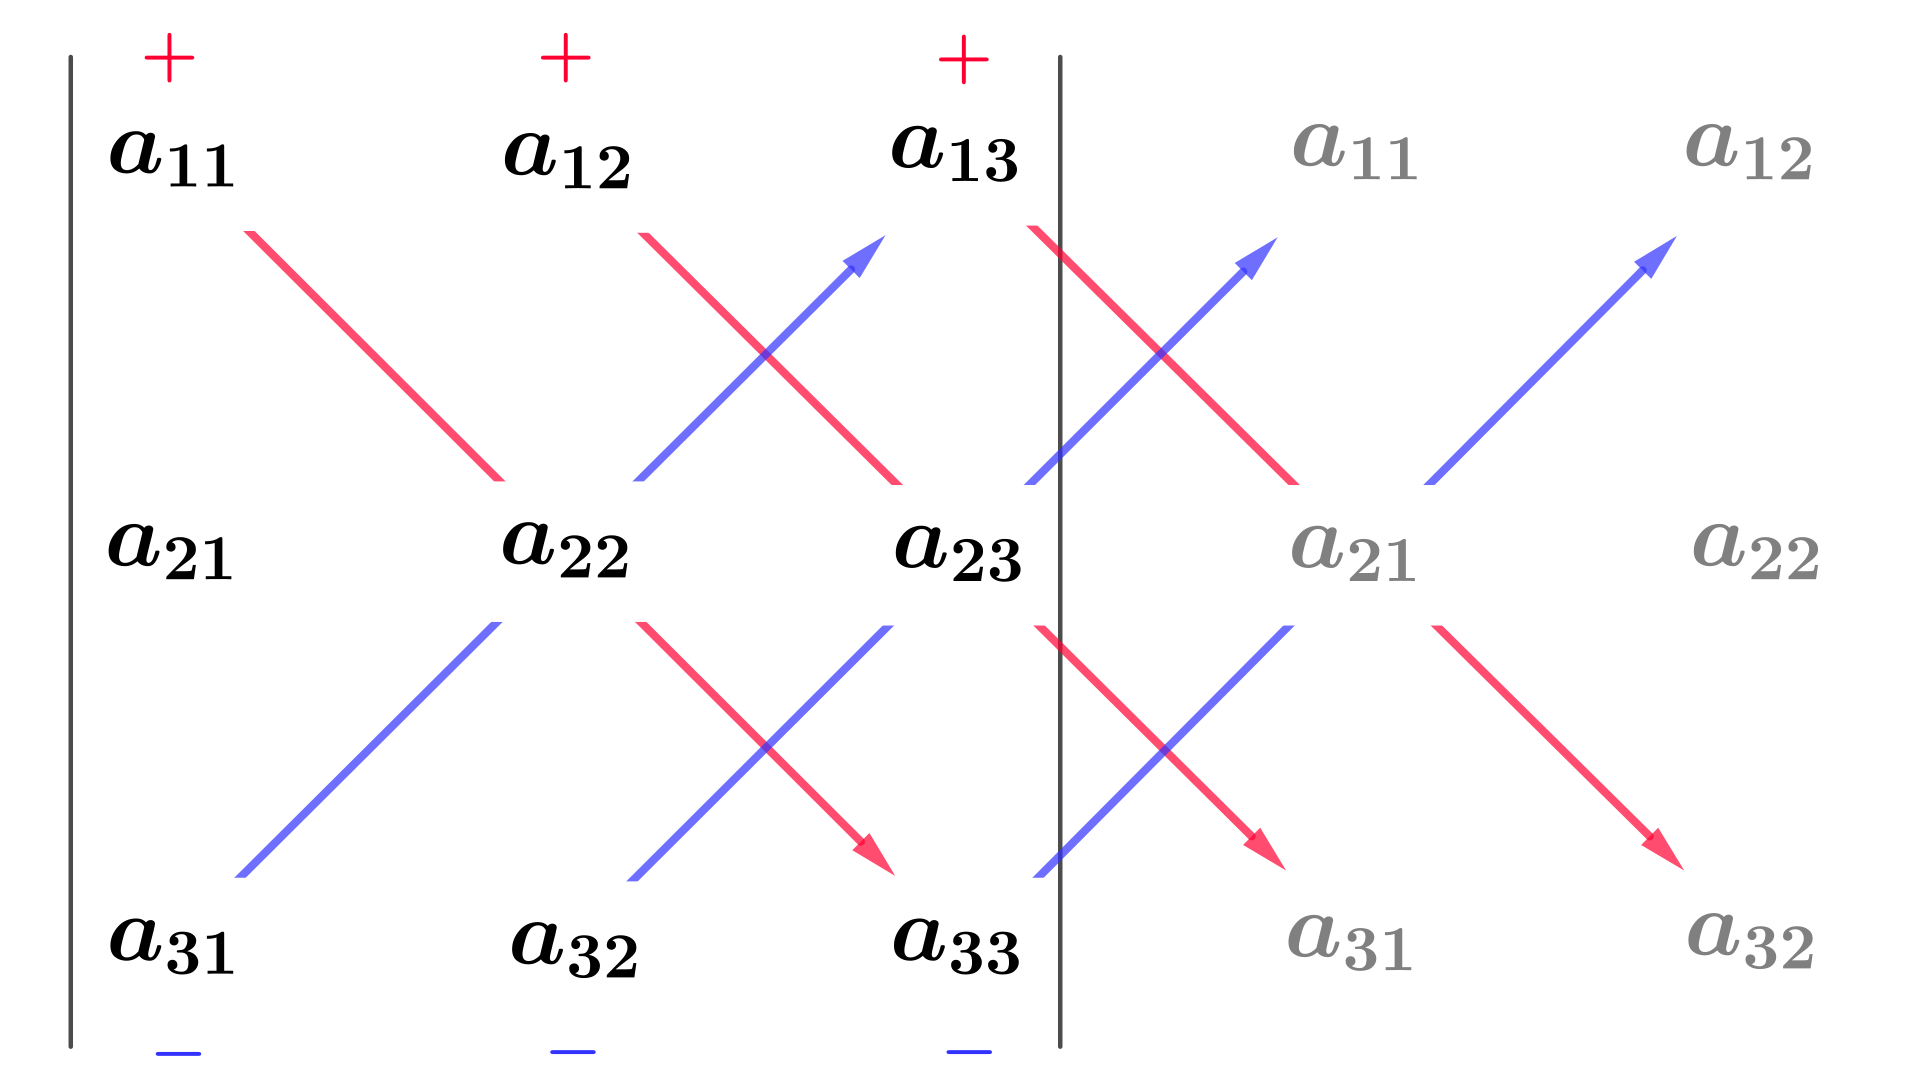 + + +
a₁₁ a₁₂ a₁₃ a₁₁ a₁₂
a₂₁ a₂₂ a₂₃ a₂₁ a₂₂
a₃₁ a₃₂ a₃₃ a₃₁ a₃₂
− − −